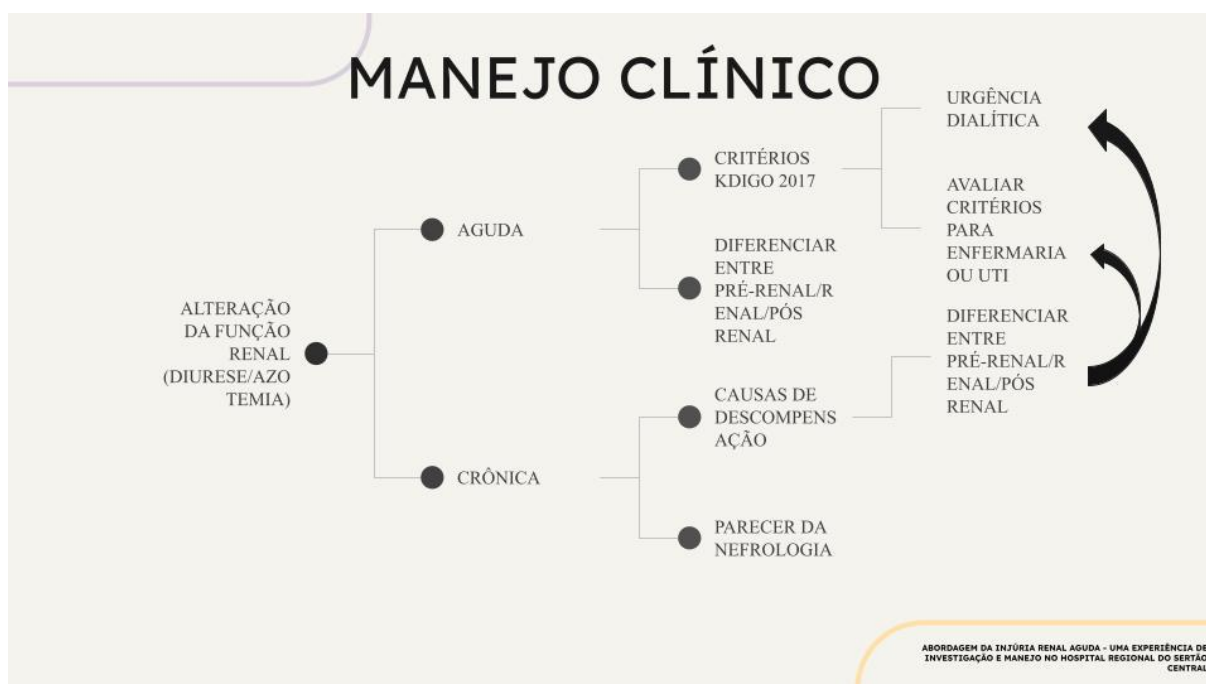 MANEJO CLÍNICO
ALTERAÇÃO
DA FUNÇÃO
RENAL
(DIURESE/AZO
TEMIA)
AGUDA
CRITÉRIOS
KDIGO 2017
URGÊNCIA
DIALÍTICA
AVALIAR
CRITÉRIOS
PARA
ENFERMARIA
OU UTI
DIFERENCIAR
ENTRE
PRÉ-RENAL/R
ENAL/PÓS
RENAL
CRÔNICA
CAUSAS DE
DESCOMPENS
AÇÃO
DIFERENCIAR
ENTRE
PRÉ-RENAL/R
ENAL/PÓS
RENAL
PARECER DA
NEFROLOGIA
ABORDAGEM DA INJÚRIA RENAL AGUDA - UMA EXPERIÊNCIA DE
INVESTIGAÇÃO E MANEJO NO HOSPITAL REGIONAL DO SERTÃO
CENTRAL